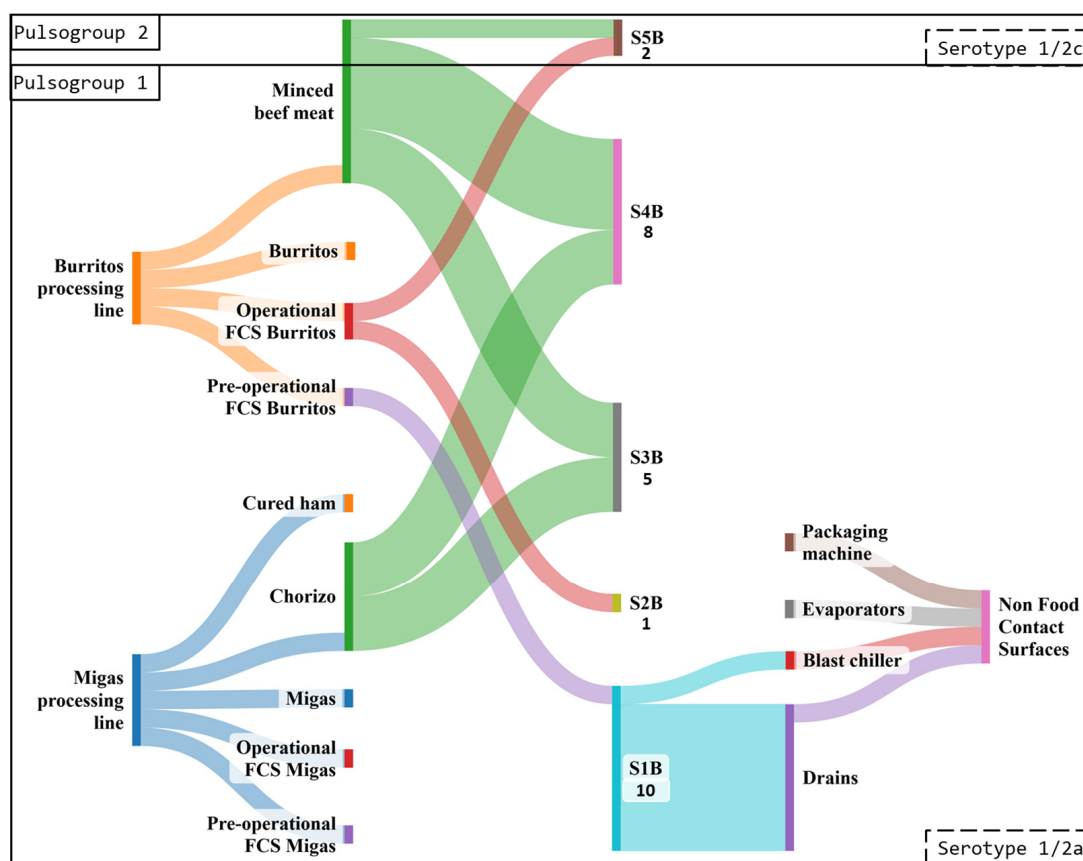 Pulsogroup 2
S5B
2
Serotype 1/2c
Pulsogroup 1
Minced
beef meat
S4B
8
Burritos
Burritos
processing
line
Operational
FCS Burritos
Pre-operational
FCS Burritos
S3B
5
Cured ham
Chorizo
S2B
1
Packaging
machine
Evaporators
Non Food
Contact
Surfaces
Blast chiller
Migas
processing
line
Migas
Operational
FCS Migas
S1B
10
Drains
Pre-operational
FCS Migas
Serotype 1/2a